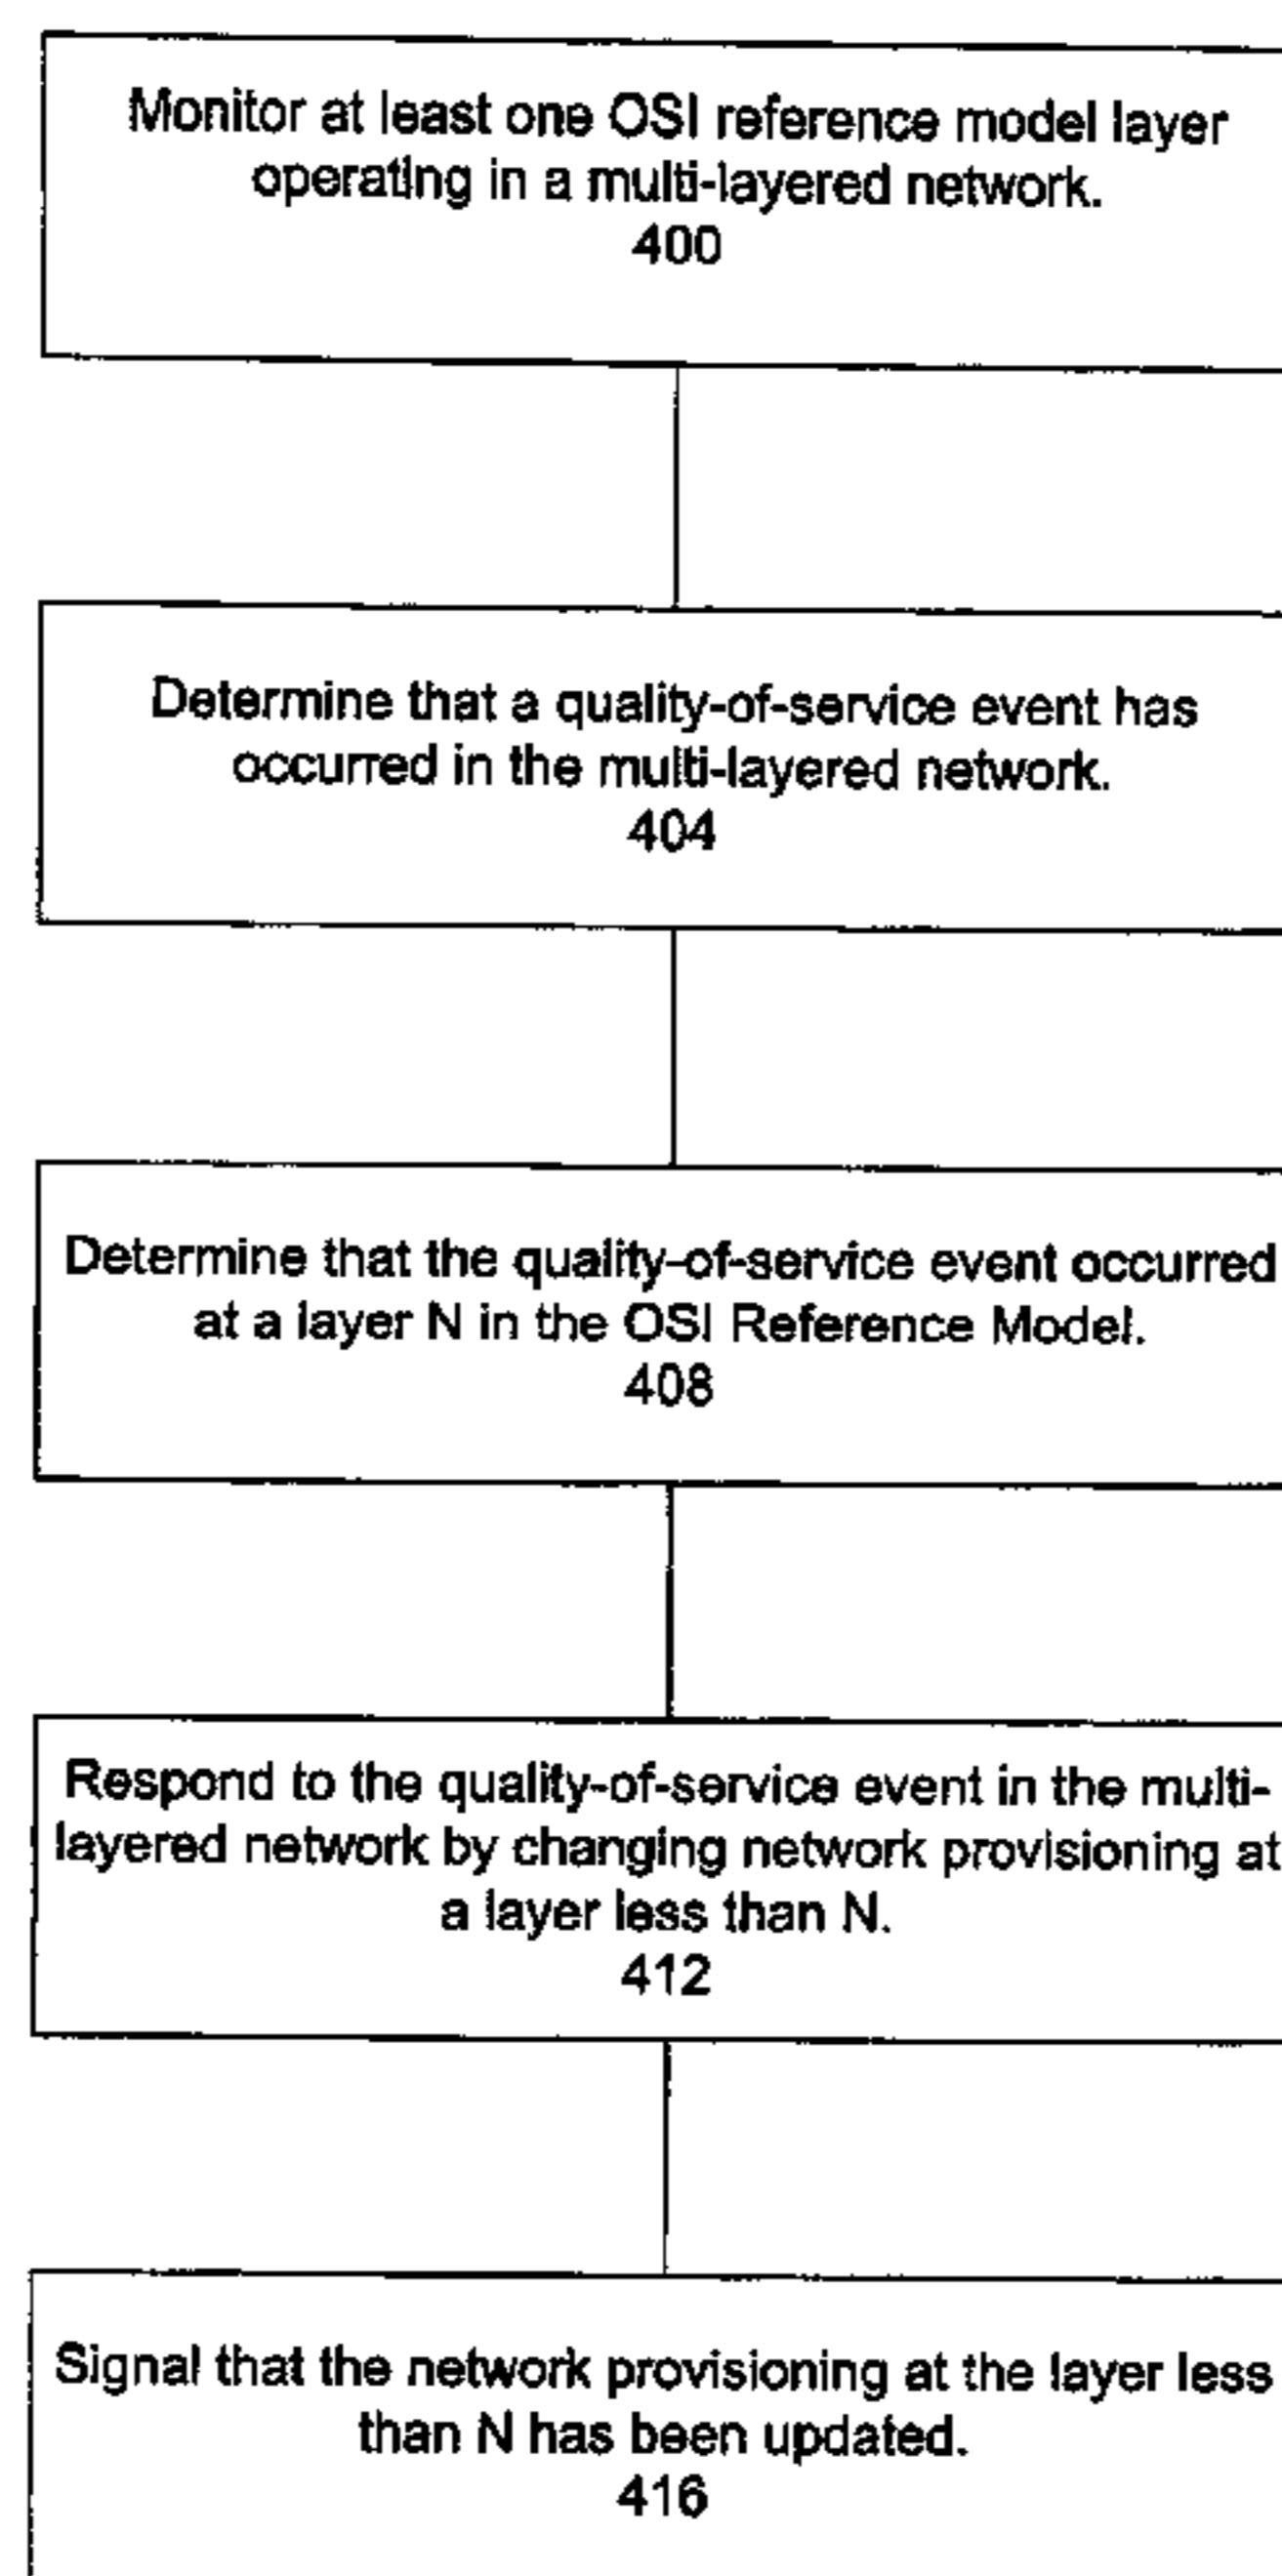 Monitor at least one OSI reference model layer
operating in a multi-layered network.
400
Determine that a quality-of-service event has
occurred in the multi-layered network.
404
Determine that the quality-of-service event occurred
at a layer N in the OSI Reference Model.
408
Respond to the quality-of-service event in the multi-
layered network by changing network provisioning at
a layer less than N.
412
Signal that the network provisioning at the layer less
than N has been updated.
416